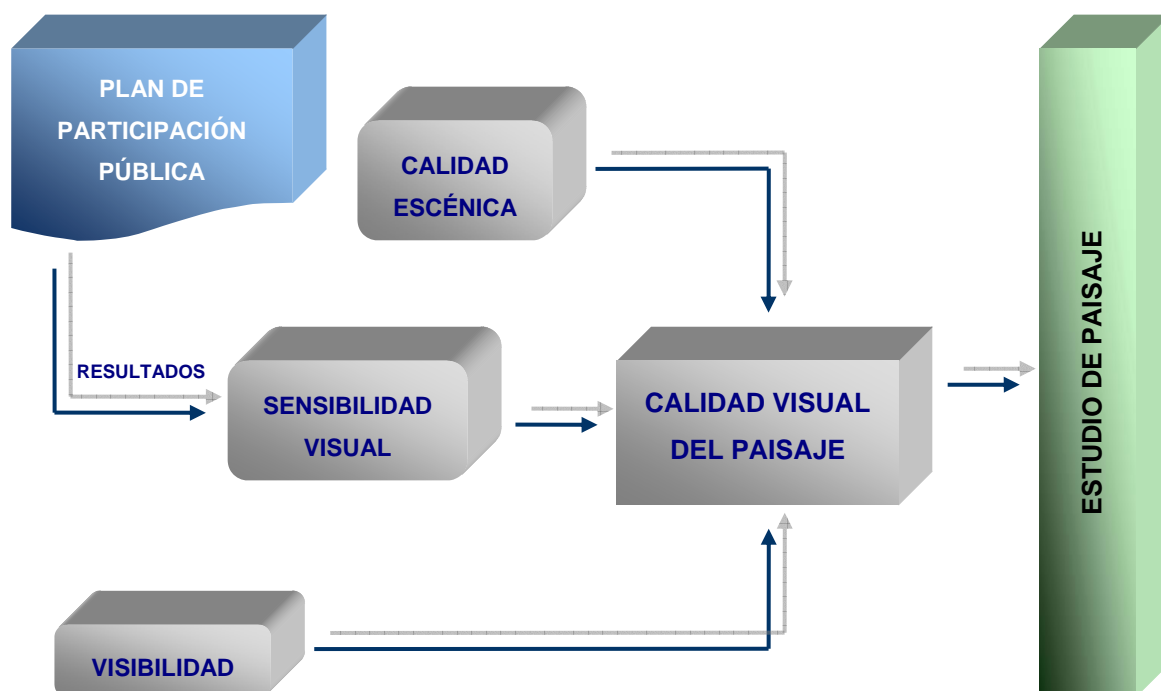 PLAN DE
PARTICIPACIÓN
PÚBLICA
CALIDAD
ESCÉNICA
RESULTADOS
SENSIBILIDAD
VISUAL
CALIDAD VISUAL
DEL PAISAJE
VISIBILIDAD
ESTUDIO DE PAISAJE